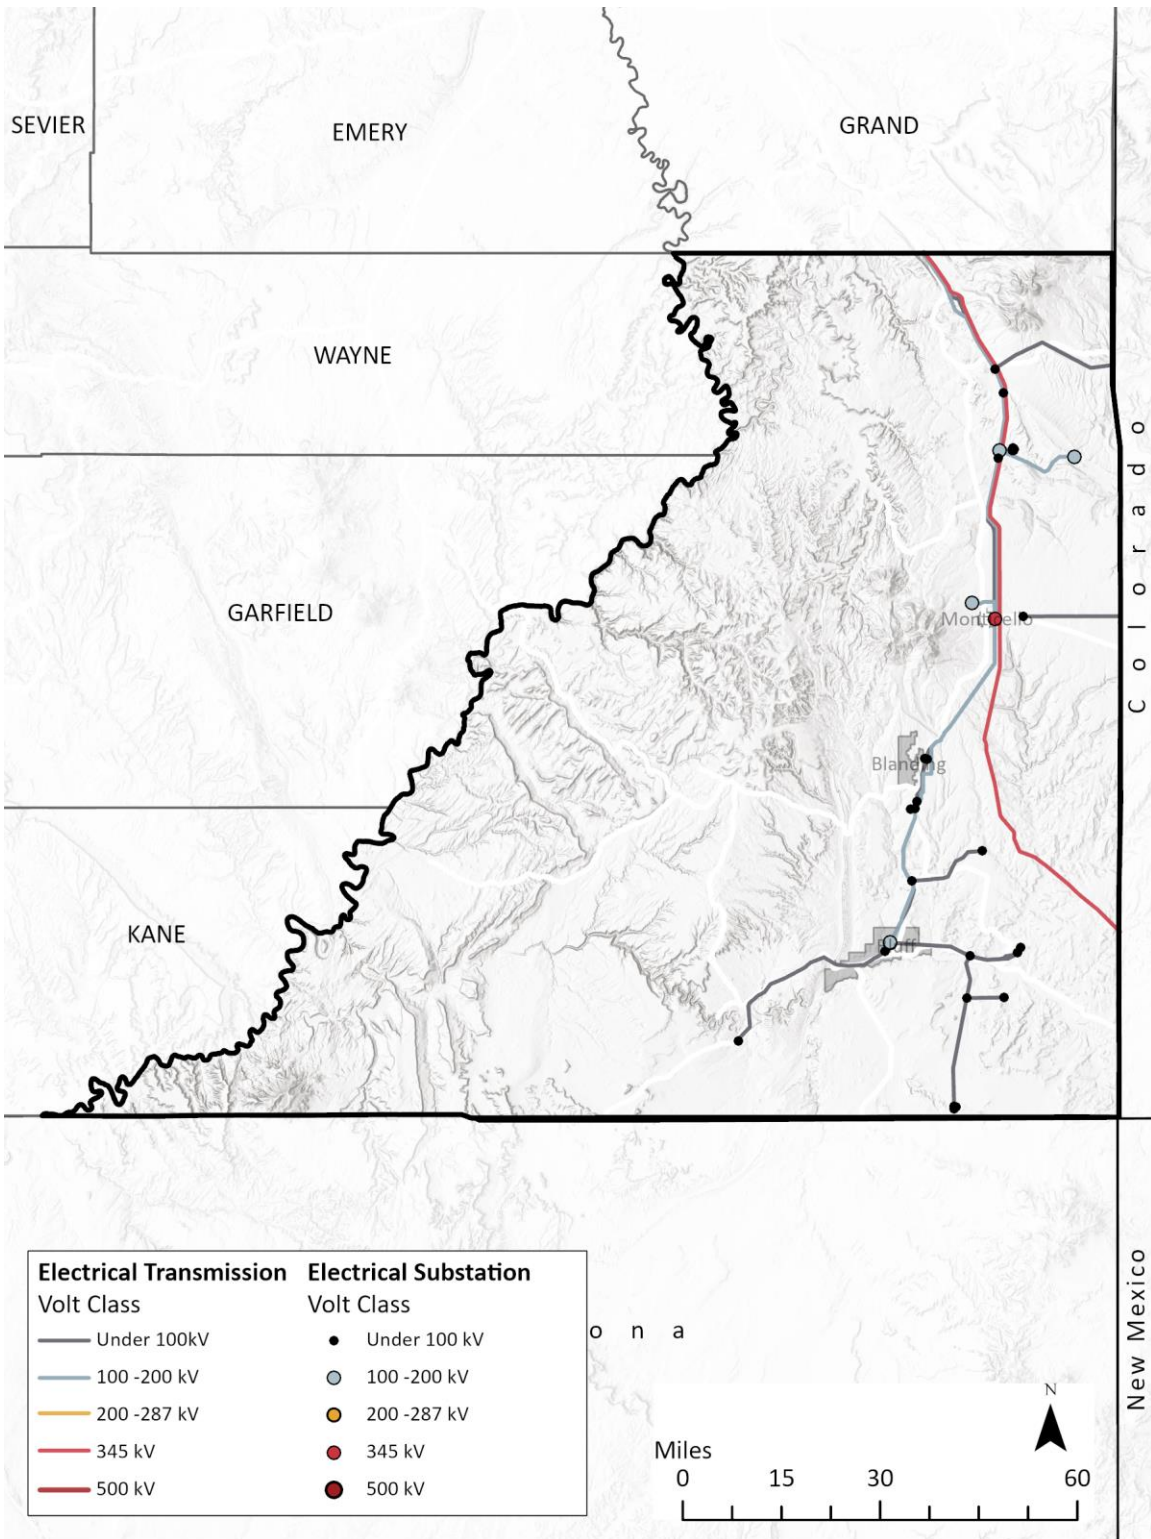 SEVIER
EMERY
GRAND
WAYNE
Colorado
GARFIELD
Monticello
Blanding
KANE
Bluff
Electrical Transmission Electrical Substation
Volt Class Volt Class
Under 100kV Under 100 kV
100 -200 kV 100 -200 kV
200 -287 kV 200 -287 kV
345 kV 345 kV
500 kV 500 kV
o n a
New Mexico
N
Miles
0 15 30 60